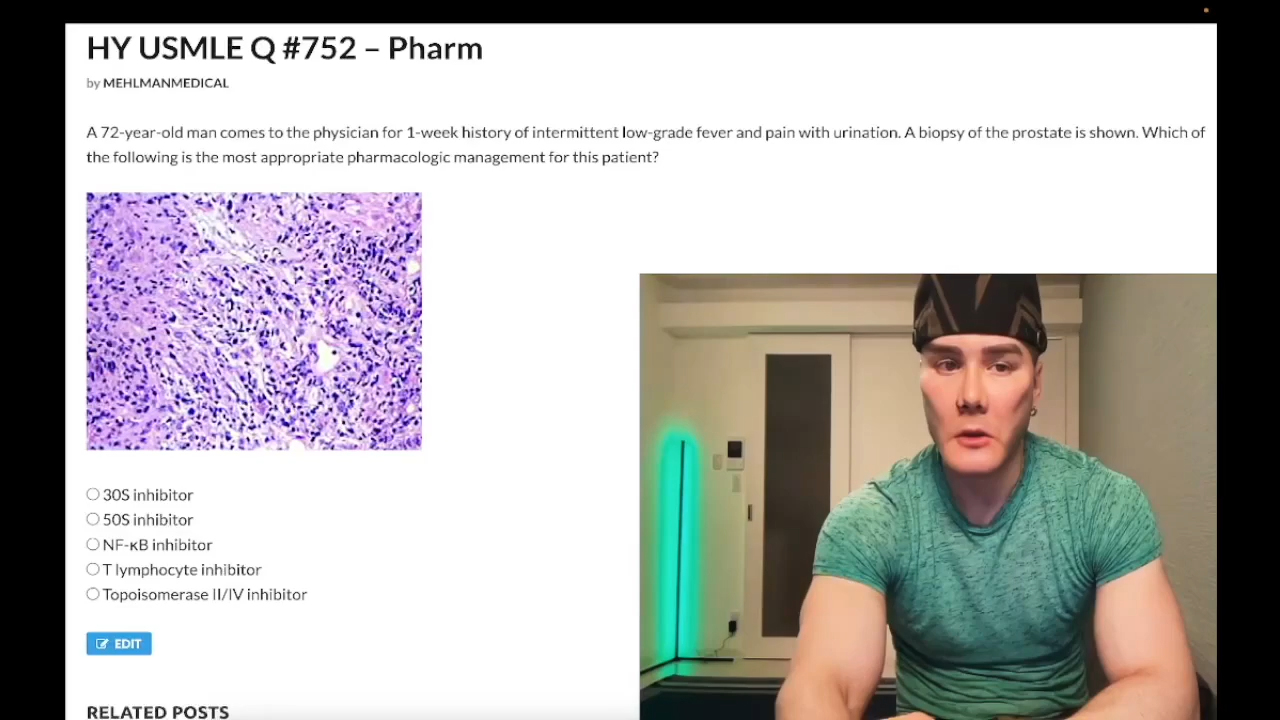 HY USMLE Q #752 – Pharm
by MEHLMANMEDICAL
A 72-year-old man comes to the physician for 1-week history of intermittent low-grade fever and pain with urination. A biopsy of the prostate is shown. Which of
the following is the most appropriate pharmacologic management for this patient?
30S inhibitor
50S inhibitor
NF-κB inhibitor
T lymphocyte inhibitor
Topoisomerase II/IV inhibitor
EDIT
RELATED POSTS